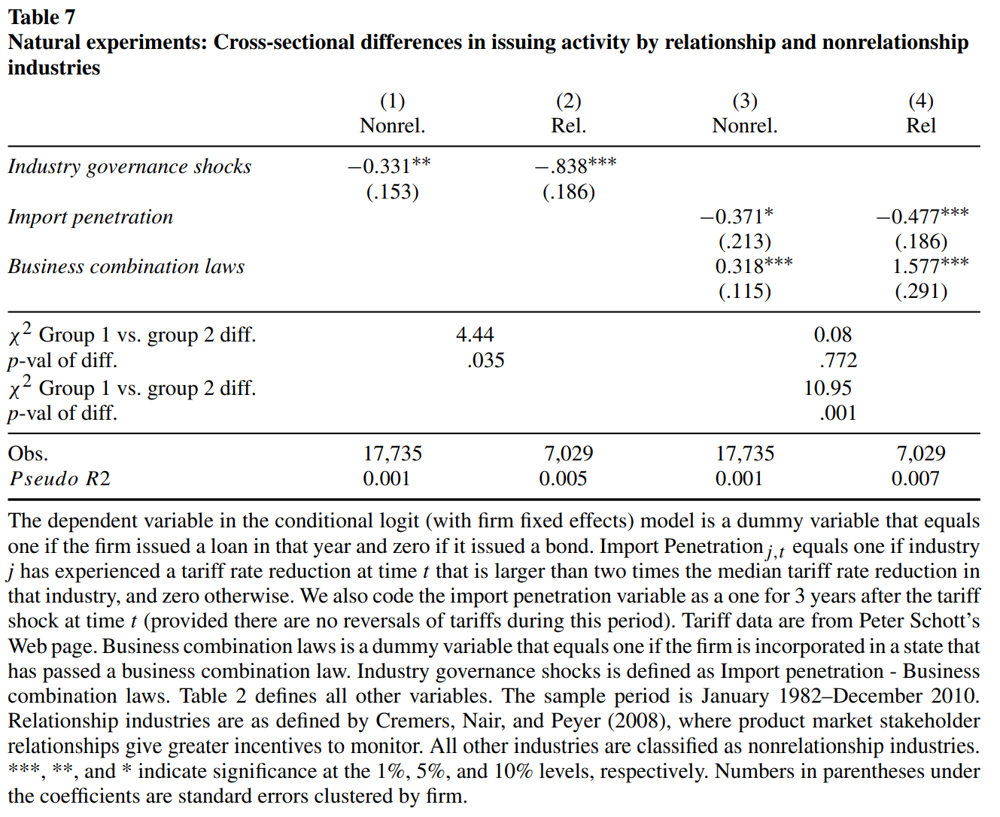 Table 7
Natural experiments: Cross-sectional differences in issuing activity by relationship and nonrelationship
industries
(1) (2) (3) (4)
Nonrel. Rel. Nonrel. Rel
Industry governance shocks −0.331** −.838***
(.153) (.186)
Import penetration −0.371* −0.477***
(.213) (.186)
Business combination laws 0.318*** 1.577***
(.115) (.291)
χ² Group 1 vs. group 2 diff. 4.44 0.08
p-val of diff. .035 .772
χ² Group 1 vs. group 2 diff. 10.95
p-val of diff. .001
Obs. 17,735 7,029 17,735 7,029
Pseudo R2 0.001 0.005 0.001 0.007
The dependent variable in the conditional logit (with firm fixed effects) model is a dummy variable that equals
one if the firm issued a loan in that year and zero if it issued a bond. Import Penetration j,t equals one if industry
j has experienced a tariff rate reduction at time t that is larger than two times the median tariff rate reduction in
that industry, and zero otherwise. We also code the import penetration variable as a one for 3 years after the tariff
shock at time t (provided there are no reversals of tariffs during this period). Tariff data are from Peter Schott's
Web page. Business combination laws is a dummy variable that equals one if the firm is incorporated in a state that
has passed a business combination law. Industry governance shocks is defined as Import penetration - Business
combination laws. Table 2 defines all other variables. The sample period is January 1982–December 2010.
Relationship industries are as defined by Cremers, Nair, and Peyer (2008), where product market stakeholder
relationships give greater incentives to monitor. All other industries are classified as nonrelationship industries.
***, **, and * indicate significance at the 1%, 5%, and 10% levels, respectively. Numbers in parentheses under
the coefficients are standard errors clustered by firm.